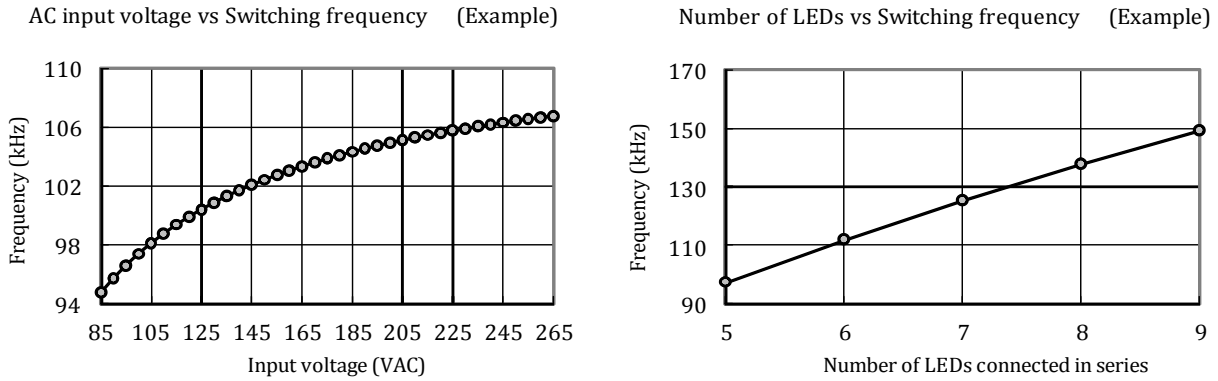 AC input voltage vs Switching frequency (Example)
Frequency (kHz)
110
106
102
98
94
85 105 125 145 165 185 205 225 245 265
Input voltage (VAC)
Number of LEDs vs Switching frequency (Example)
Frequency (kHz)
170
150
130
110
90
5 6 7 8 9
Number of LEDs connected in series